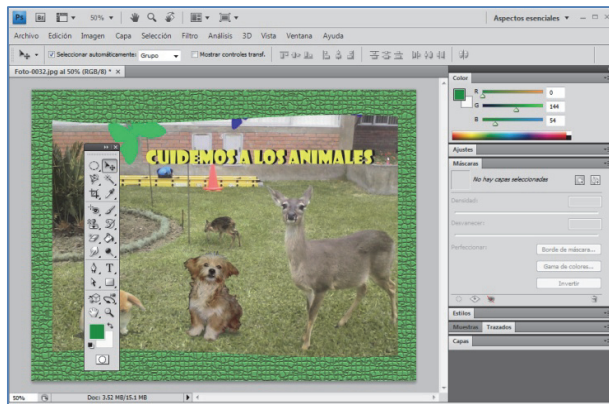 Ps Br 50% Aspectos esenciales
Archivo Edición Imagen Capa Selección Filtro Análisis 3D Vista Ventana Ayuda
Seleccionar automáticamente: Grupo Mostrar controles transf.
Foto-0032.jpg al 50% (RGB/8) * x
CUIDEMOS A LOS ANIMALES
T
50% Doc: 3.52 MB/15.1 MB
Color
R 0
G 144
B 54
Ajustes
Máscaras
No hay capas seleccionadas
Densidad:
Desvanecer:
Perfeccionar: Borde de máscara...
Gama de colores...
Invertir
Estilos
Muestras Trazados
Capas